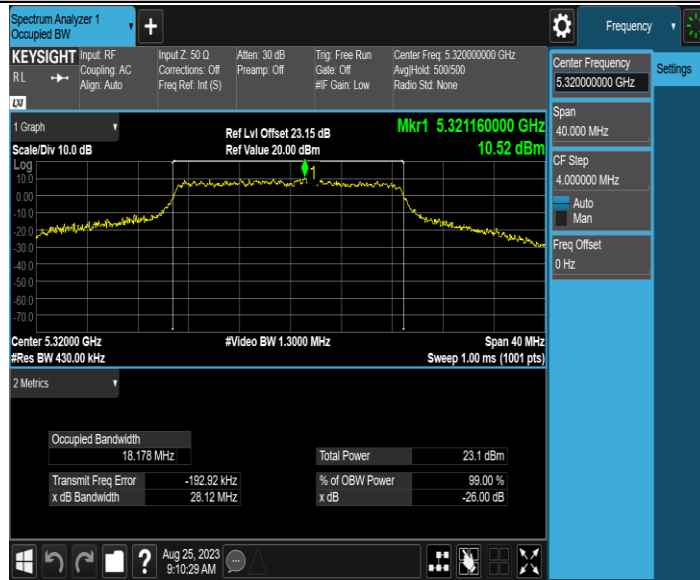 Spectrum Analyzer 1
Occupied BW
+
Frequency
KEYSIGHT
RL
LXI
Input: RF
Coupling: AC
Align: Auto
Input Z: 50 Ω
Corrections: Off
Freq Ref: Int (S)
Atten: 30 dB
Preamp: Off
Trig: Free Run
Gate: Off
#IF Gain: Low
Center Freq: 5.320000000 GHz
Avg|Hold: 500/500
Radio Std: None
Center Frequency
5.320000000 GHz
Settings
Span
40.000 MHz
CF Step
4.000000 MHz
Auto
Man
Freq Offset
0 Hz
1 Graph
Scale/Div 10.0 dB
Ref Lvl Offset 23.15 dB
Ref Value 20.00 dBm
Mkr1 5.321160000 GHz
10.52 dBm
Log
10.0
0.00
-10.0
-20.0
-30.0
-40.0
-50.0
-60.0
-70.0
1
Center 5.32000 GHz
#Res BW 430.00 kHz
#Video BW 1.3000 MHz
Span 40 MHz
Sweep 1.00 ms (1001 pts)
2 Metrics
Occupied Bandwidth
18.178 MHz
Total Power 23.1 dBm
Transmit Freq Error -192.92 kHz
% of OBW Power 99.00 %
x dB Bandwidth 28.12 MHz
x dB -26.00 dB
?
Aug 25, 2023
9:10:29 AM